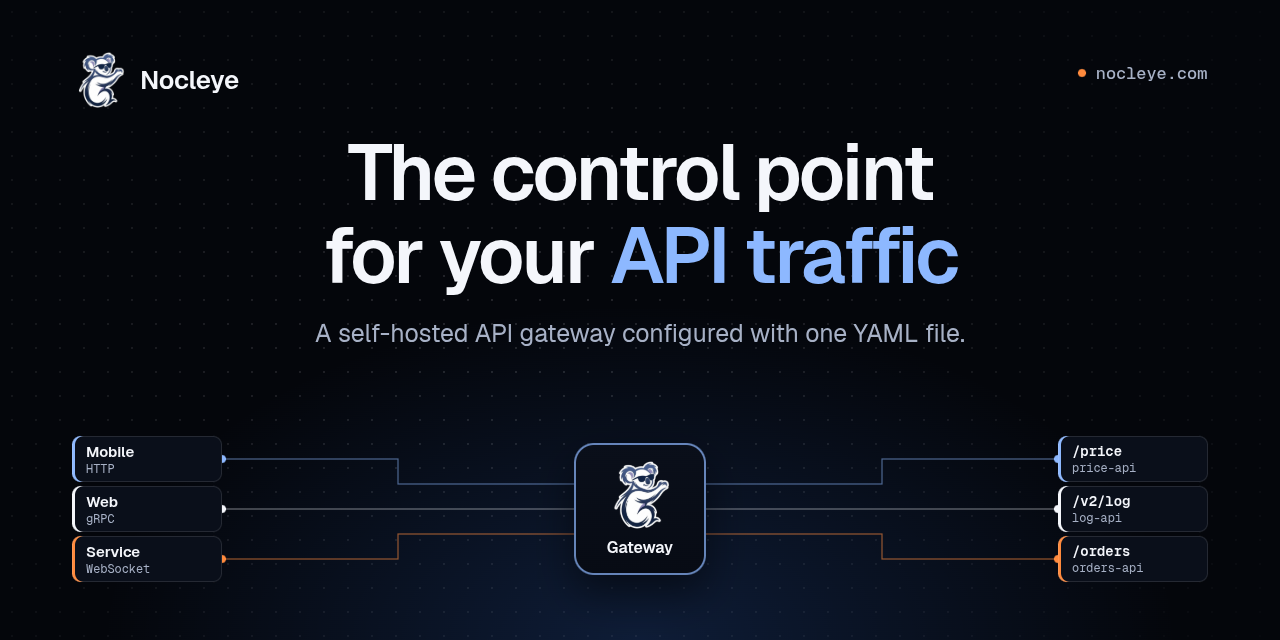 Nocleye
nocleye.com
The control point
for your API traffic
A self-hosted API gateway configured with one YAML file.
Mobile
HTTP
Web
gRPC
Service
WebSocket
Gateway
/price
price-api
/v2/log
log-api
/orders
orders-api